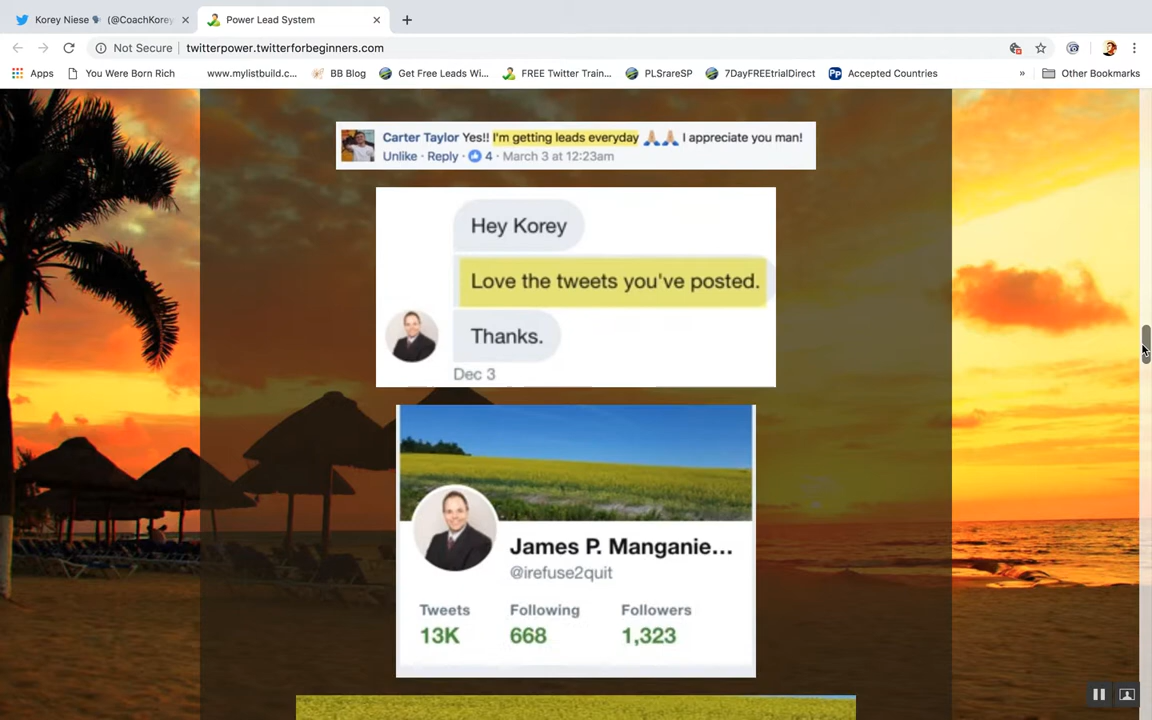 Korey Niese (@CoachKorey
Power Lead System
Not Secure
twitterpower.twitterforbeginners.com
Apps
You Were Born Rich
www.mylistbuild.c...
BB Blog
Get Free Leads Wi...
FREE Twitter Train...
PLSrareSP
7DayFREEtrialDirect
Pp
Accepted Countries
»
Other Bookmarks
Carter Taylor Yes!! I'm getting leads everyday 🙏🙏 I appreciate you man!
Unlike · Reply · 4 · March 3 at 12:23am
Hey Korey
Love the tweets you've posted.
Thanks.
Dec 3
James P. Manganie...
@irefuse2quit
Tweets Following Followers
13K 668 1,323